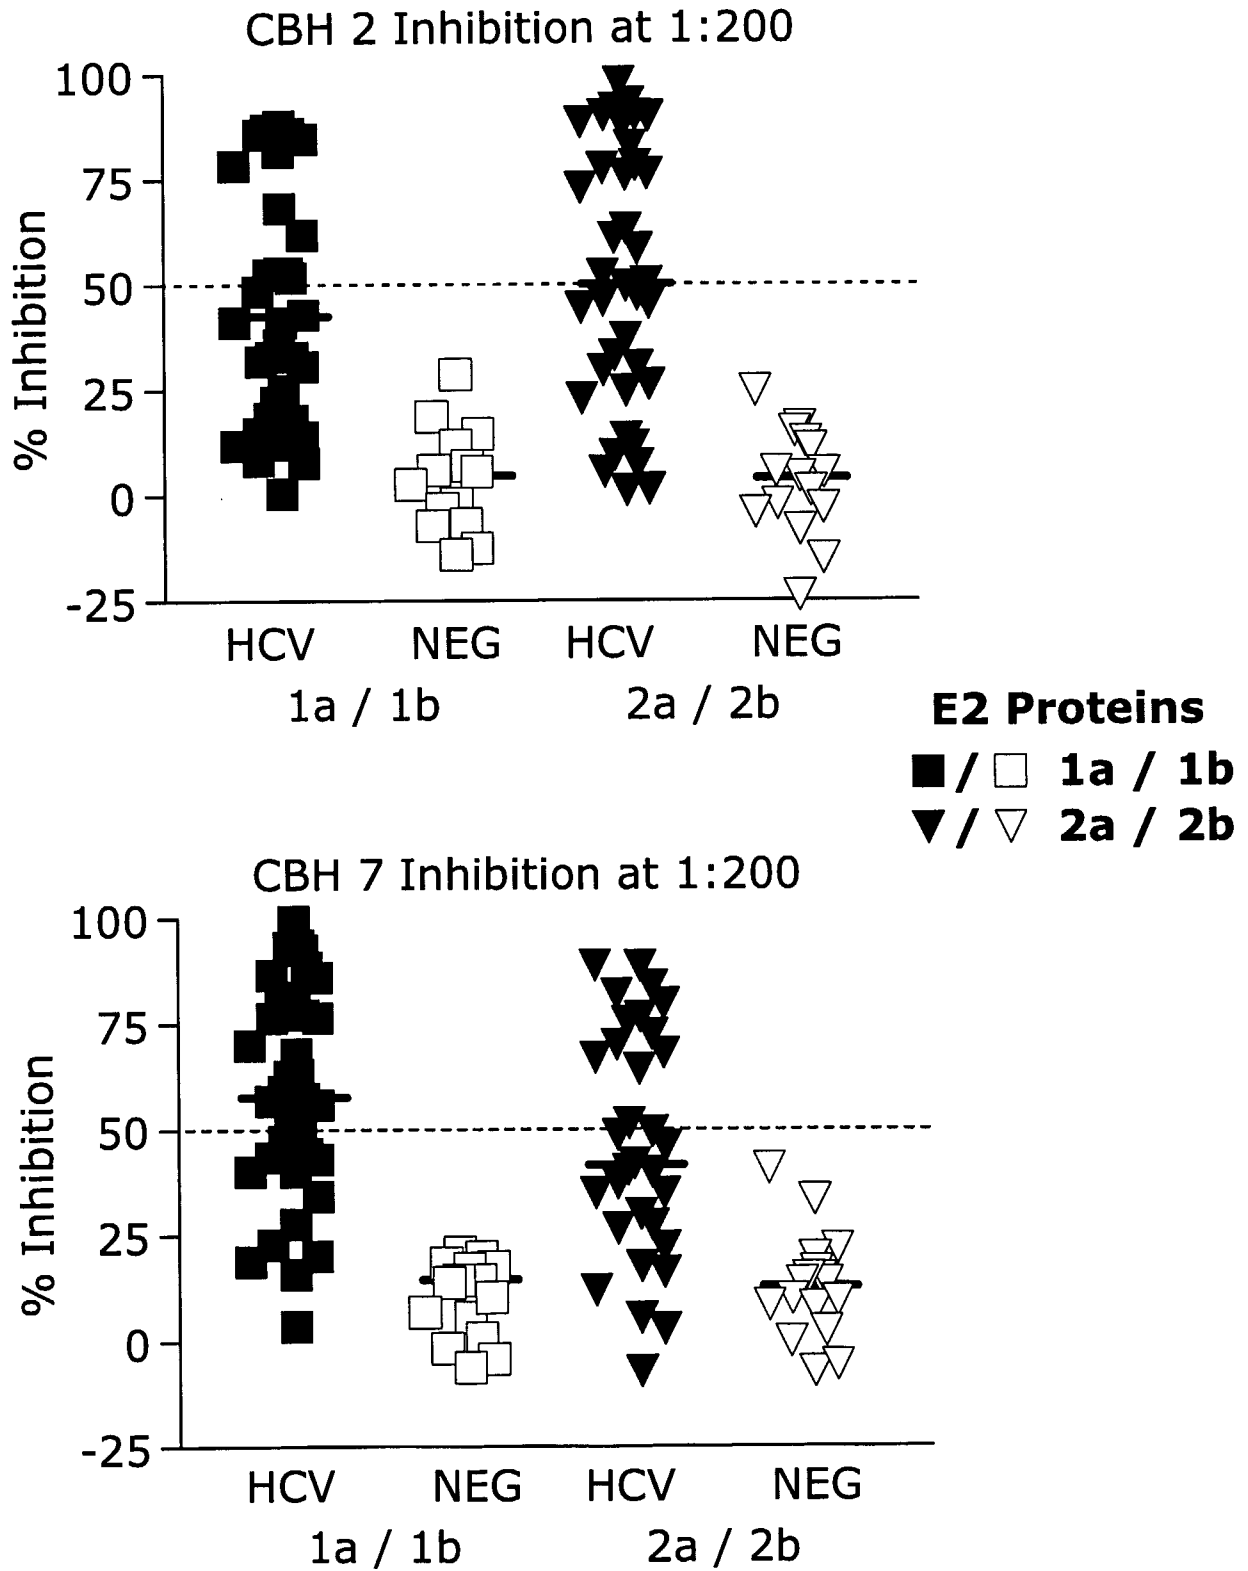 CBH 2 Inhibition at 1:200
% Inhibition
100
75
50
25
0
-25
HCV NEG HCV NEG
1a / 1b 2a / 2b
E2 Proteins
/ 1a / 1b
/ 2a / 2b
CBH 7 Inhibition at 1:200
% Inhibition
100
75
50
25
0
-25
HCV NEG HCV NEG
1a / 1b 2a / 2b